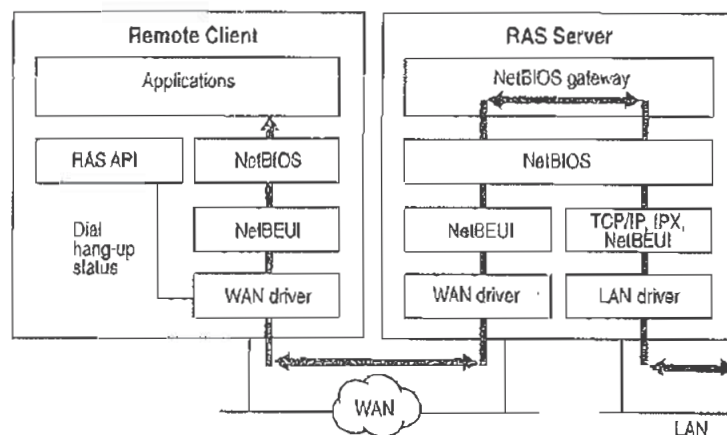 Remote Client
Applications
RAS API
NetBIOS
Dial
hang-up
status
NetBEUI
WAN driver
RAS Server
NetBIOS gateway
NetBIOS
NetBEUI
TCP/IP, IPX,
NetBEUI
WAN driver
LAN driver
WAN
LAN